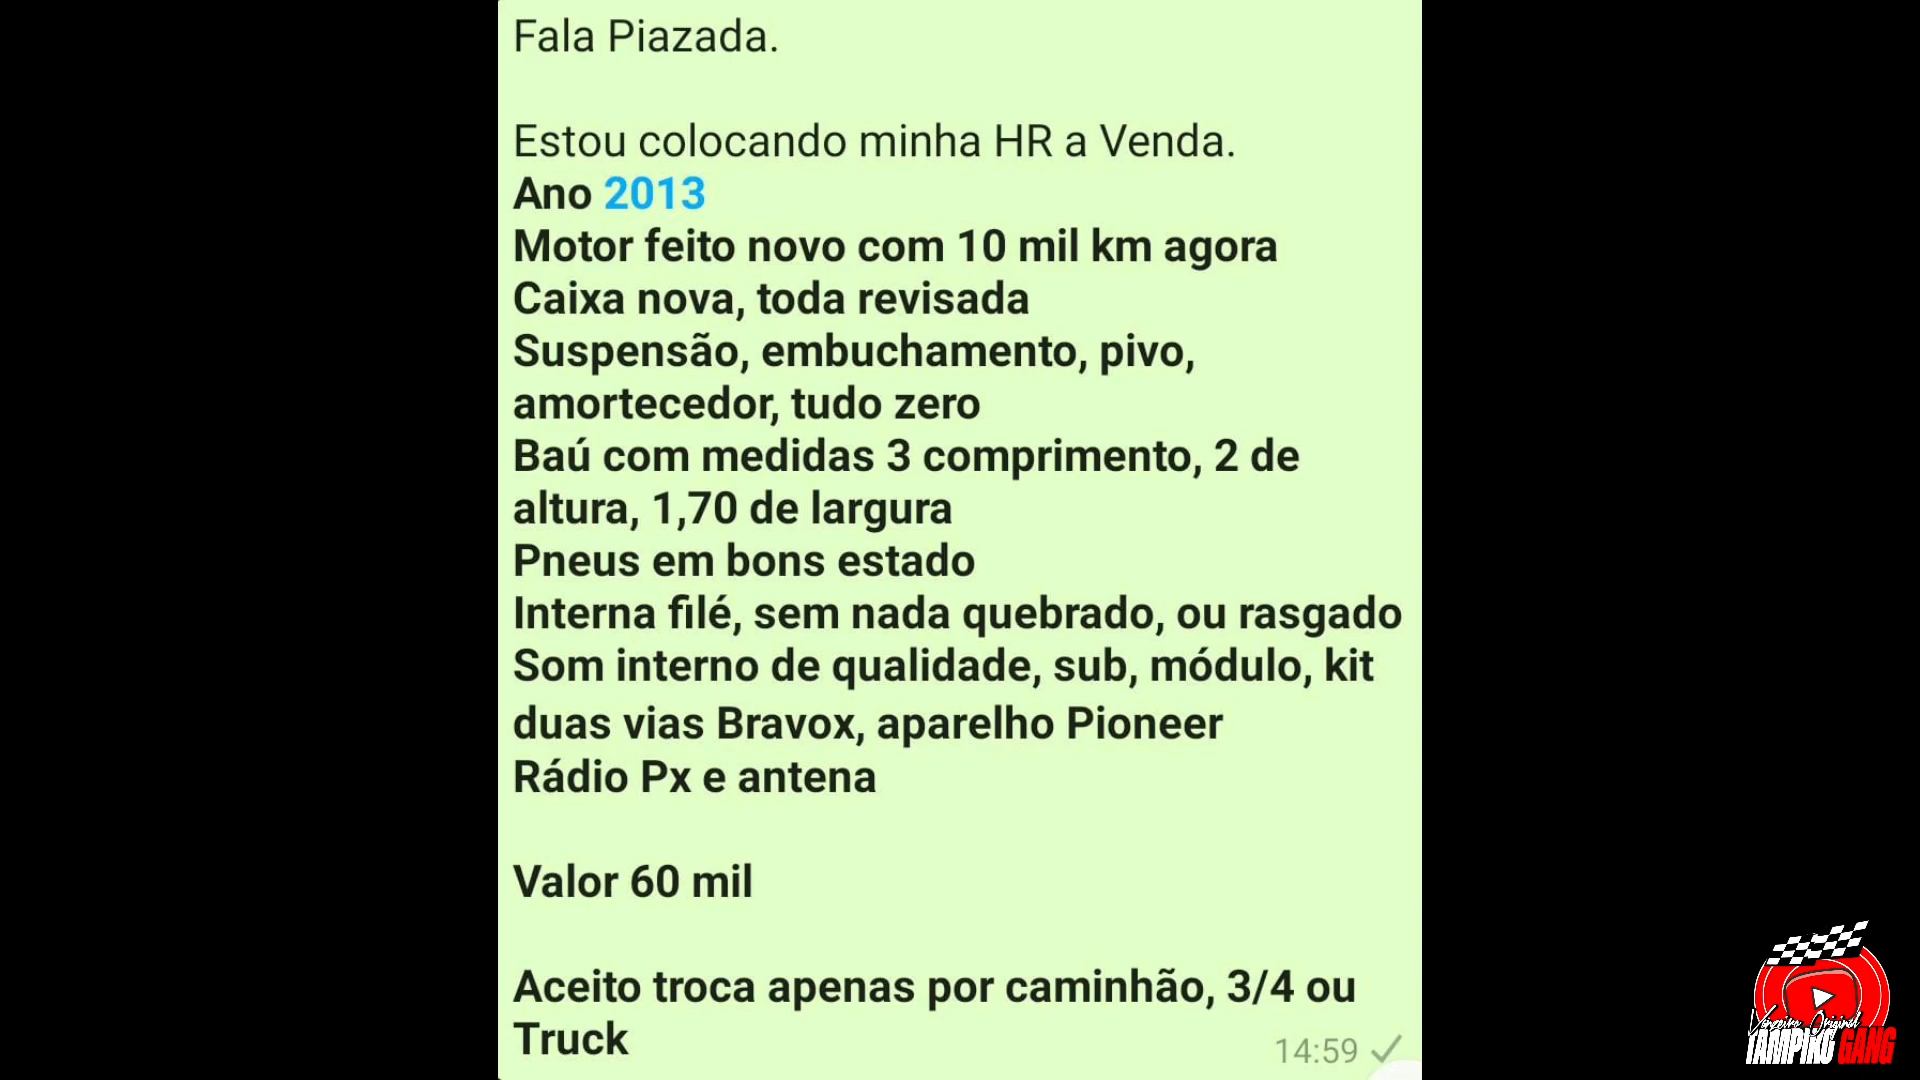 Fala Piazada.
Estou colocando minha HR a Venda.
Ano 2013
Motor feito novo com 10 mil km agora
Caixa nova, toda revisada
Suspensão, embuchamento, pivo,
amortecedor, tudo zero
Baú com medidas 3 comprimento, 2 de
altura, 1,70 de largura
Pneus em bons estado
Interna filé, sem nada quebrado, ou rasgado
Som interno de qualidade, sub, módulo, kit
duas vias Bravox, aparelho Pioneer
Rádio Px e antena
Valor 60 mil
Aceito troca apenas por caminhão, 3/4 ou
Truck
14:59
Original
GANG